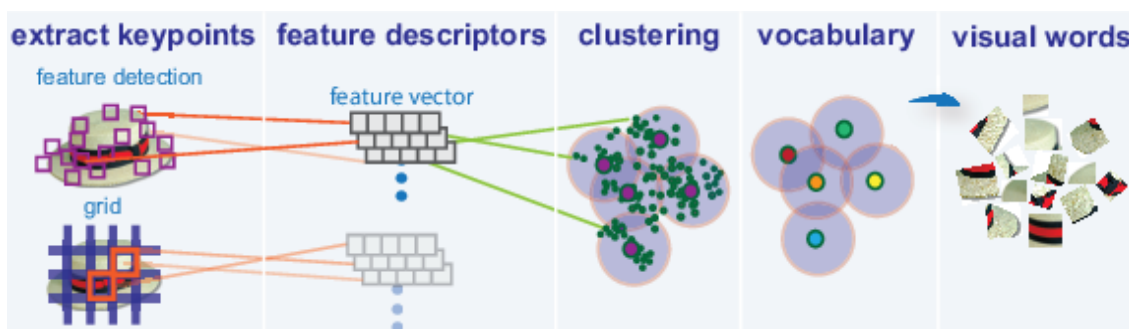 extract keypoints
feature descriptors
clustering
vocabulary
visual words
feature detection
feature vector
grid